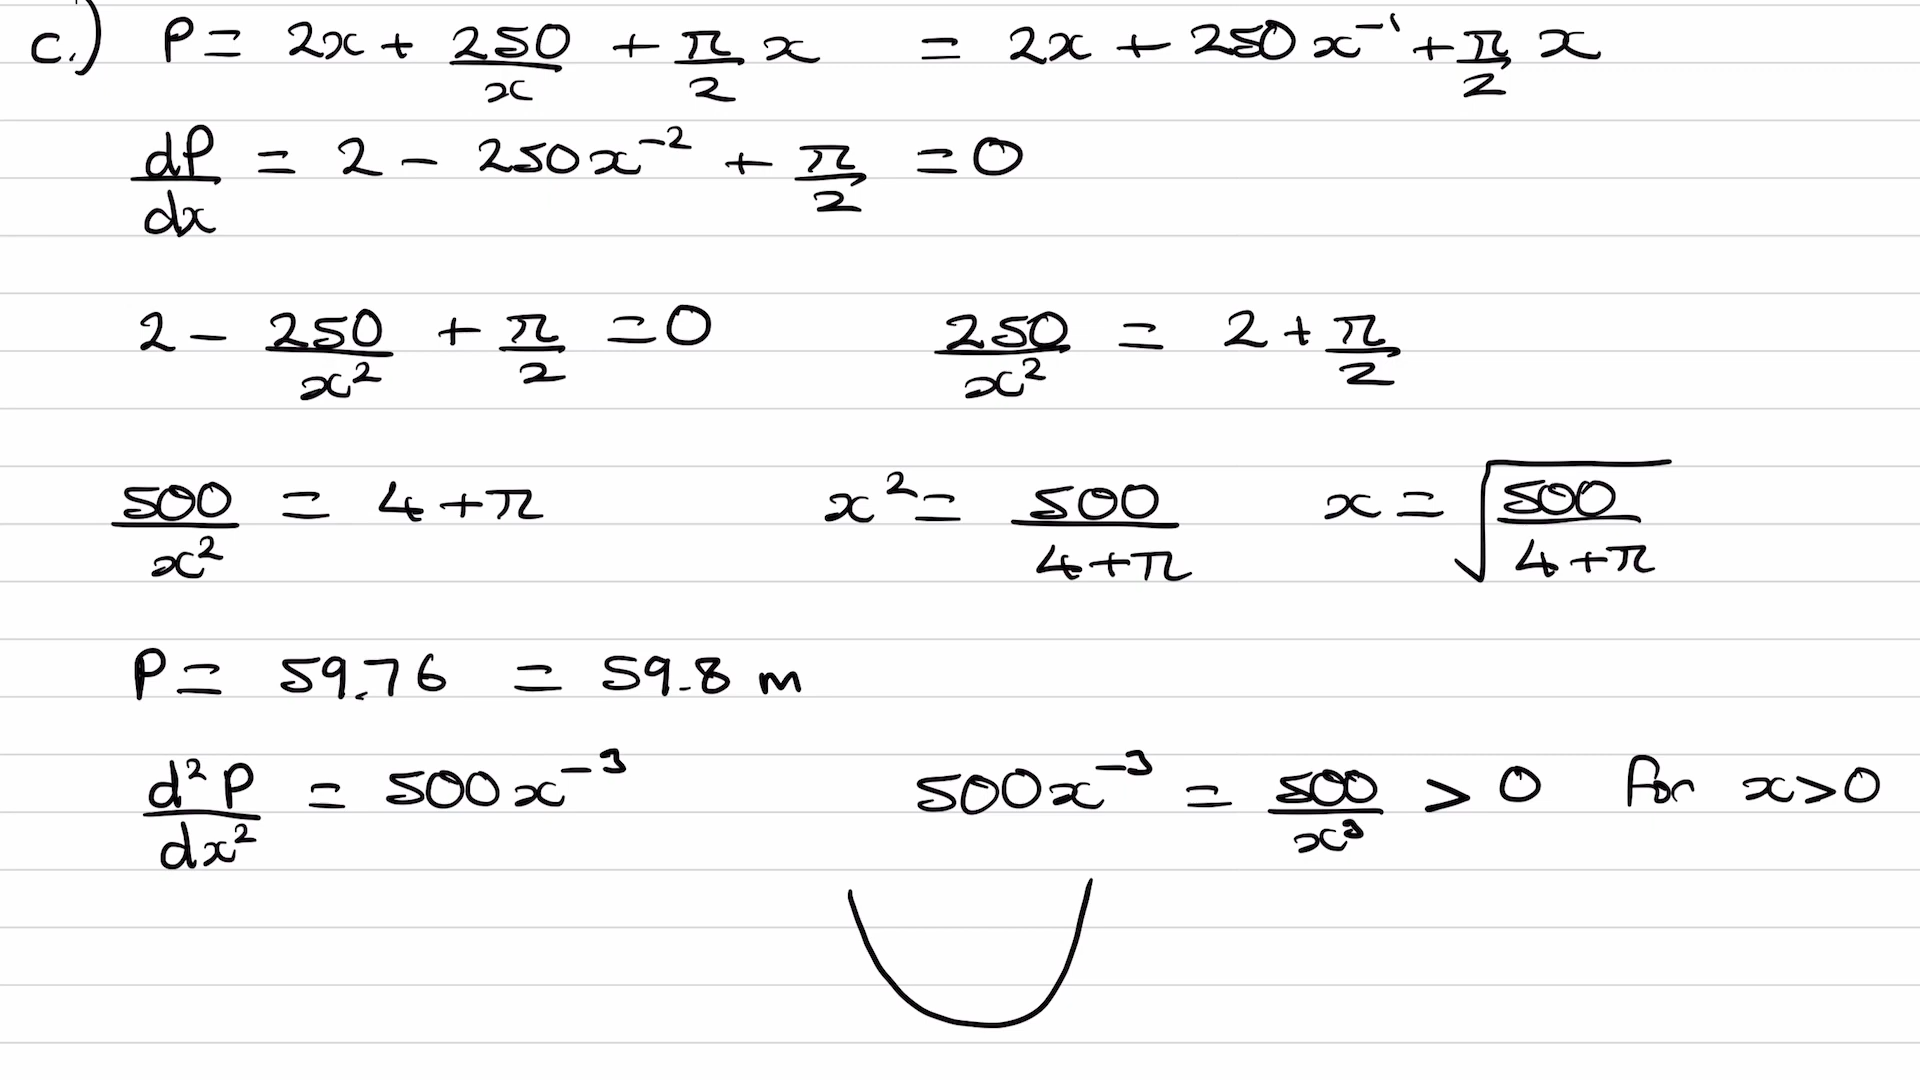 c.) P = 2x + 250/x + π/2 x = 2x + 250x⁻¹ + π/2 x
dP/dx = 2 - 250x⁻² + π/2 = 0
2 - 250/x² + π/2 = 0 250/x² = 2 + π/2
500/x² = 4 + π x² = 500/(4 + π) x = √(500/(4 + π))
P = 59.76 = 59.8 m
d²P/dx² = 500x⁻³ 500x⁻³ = 500/x³ > 0 for x > 0